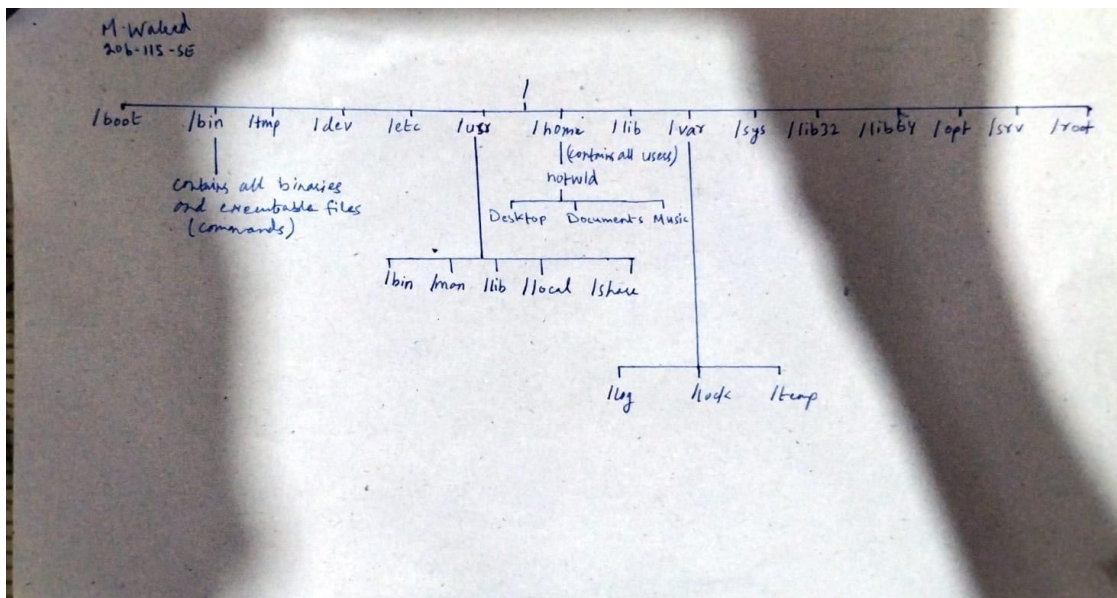 M. Waleed
20b-115-SE
/
/boot /bin /tmp /dev /etc /usr /home /lib /var /sys /lib32 /lib64 /opt /srv /root
(contains all users)
contains all binaries
and executable files
(commands)
notwld
Desktop Documents Music
/bin /man /lib /local /share
/log /lock /temp